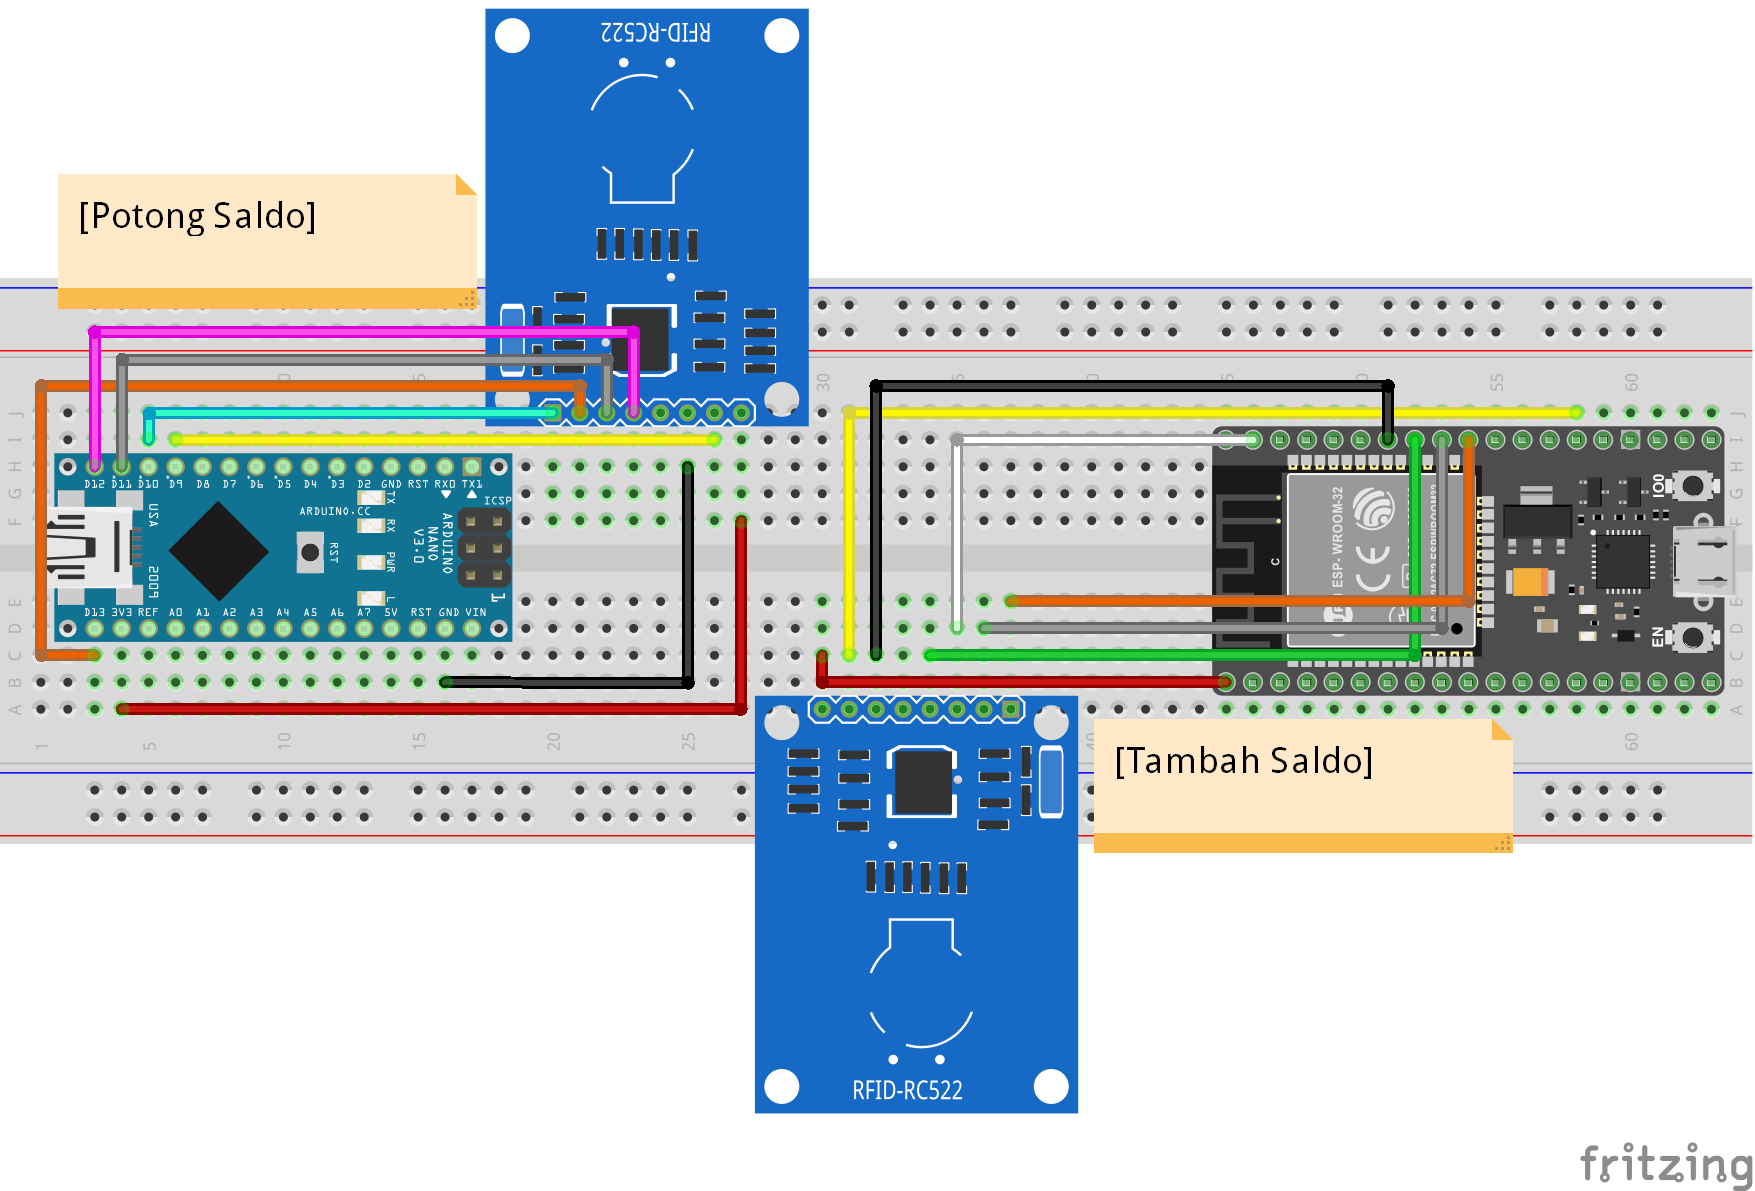 RFID-RC522
[Potong Saldo]
30
55
60
J
I
H
G
F
E
D
C
B
A
D12 D11 D10 D9 D8 D7 D6 D5 D4 D3 D2 GND RST RX0 TX1
ICSP
ARDUINO.CC
TX
RX
PWR
L
RST
USA
2009
ARDUINO
NANO
V3.0
1
D13 3V3 REF A0 A1 A2 A3 A4 A5 A6 A7 5V RST GND VIN
ESP-WROOM-32
CE
C
IO0
EN
J
I
H
G
F
E
D
C
B
A
1
5
10
15
20
25
40
60
[Tambah Saldo]
RFID-RC522
fritzing